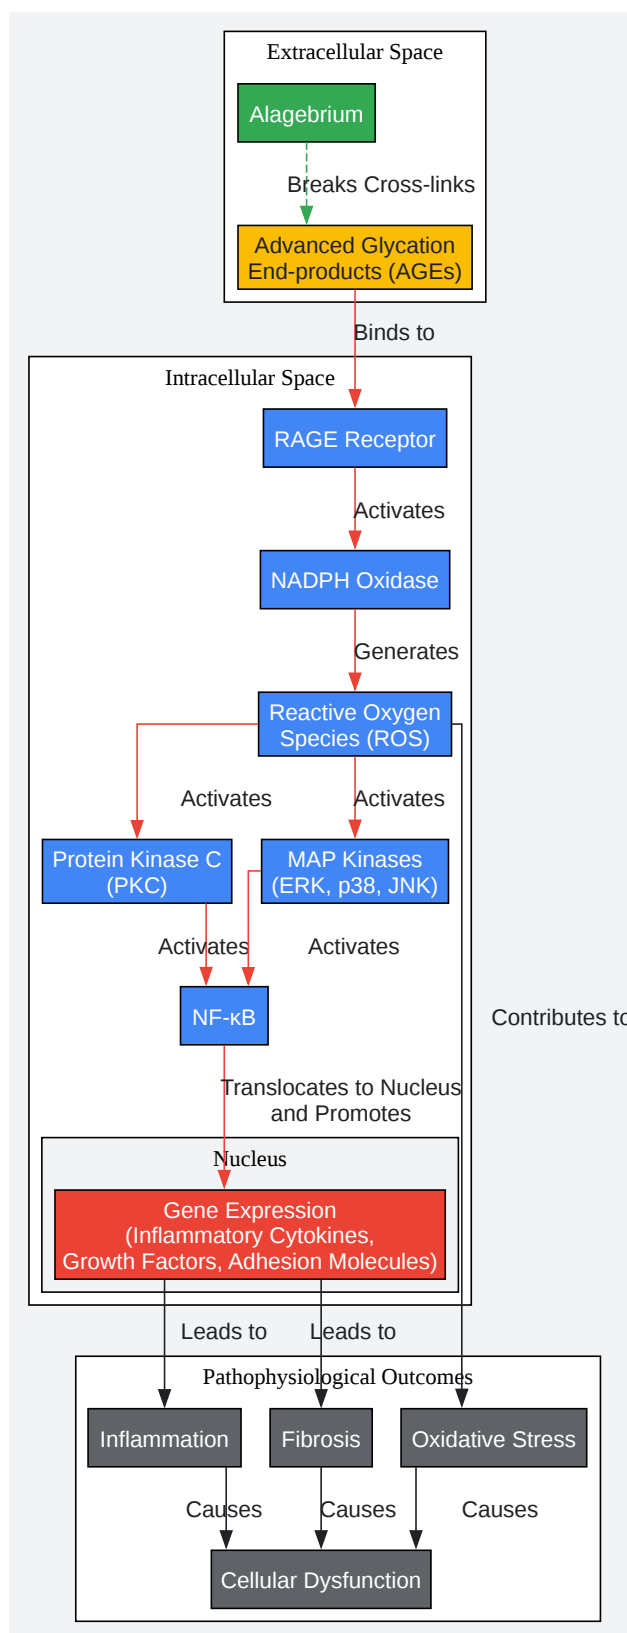 Extracellular Space
Alagebrium
Breaks Cross-links
Advanced Glycation
End-products (AGEs)
Binds to
Intracellular Space
RAGE Receptor
Activates
NADPH Oxidase
Generates
Reactive Oxygen
Species (ROS)
Activates
Activates
Protein Kinase C
(PKC)
MAP Kinases
(ERK, p38, JNK)
Activates
Activates
NF-κB
Contributes to
Translocates to Nucleus
and Promotes
Nucleus
Gene Expression
(Inflammatory Cytokines,
Growth Factors, Adhesion Molecules)
Leads to
Leads to
Pathophysiological Outcomes
Inflammation
Fibrosis
Oxidative Stress
Causes
Causes
Causes
Cellular Dysfunction